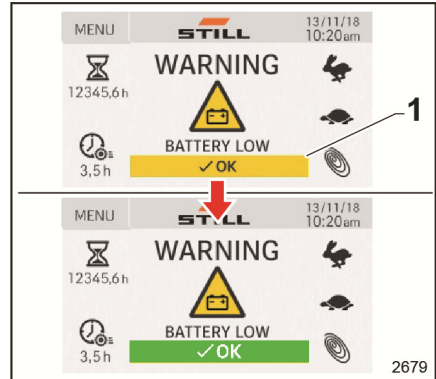 MENU
STILL
13/11/18
10:20am
WARNING
12345,6h
1
BATTERY LOW
3,5h
✓OK
MENU
STILL
13/11/18
10:20am
WARNING
12345,6h
BATTERY LOW
3,5h
✓OK
2679